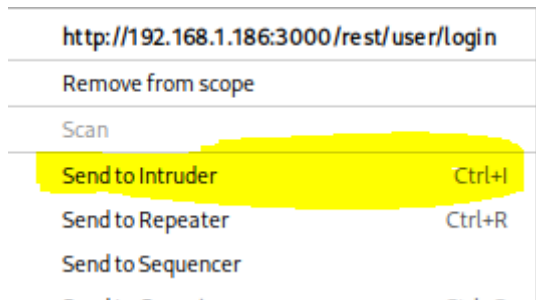 http://192.168.1.186:3000/rest/user/login
Remove from scope
Scan
Send to Intruder Ctrl+I
Send to Repeater Ctrl+R
Send to Sequencer